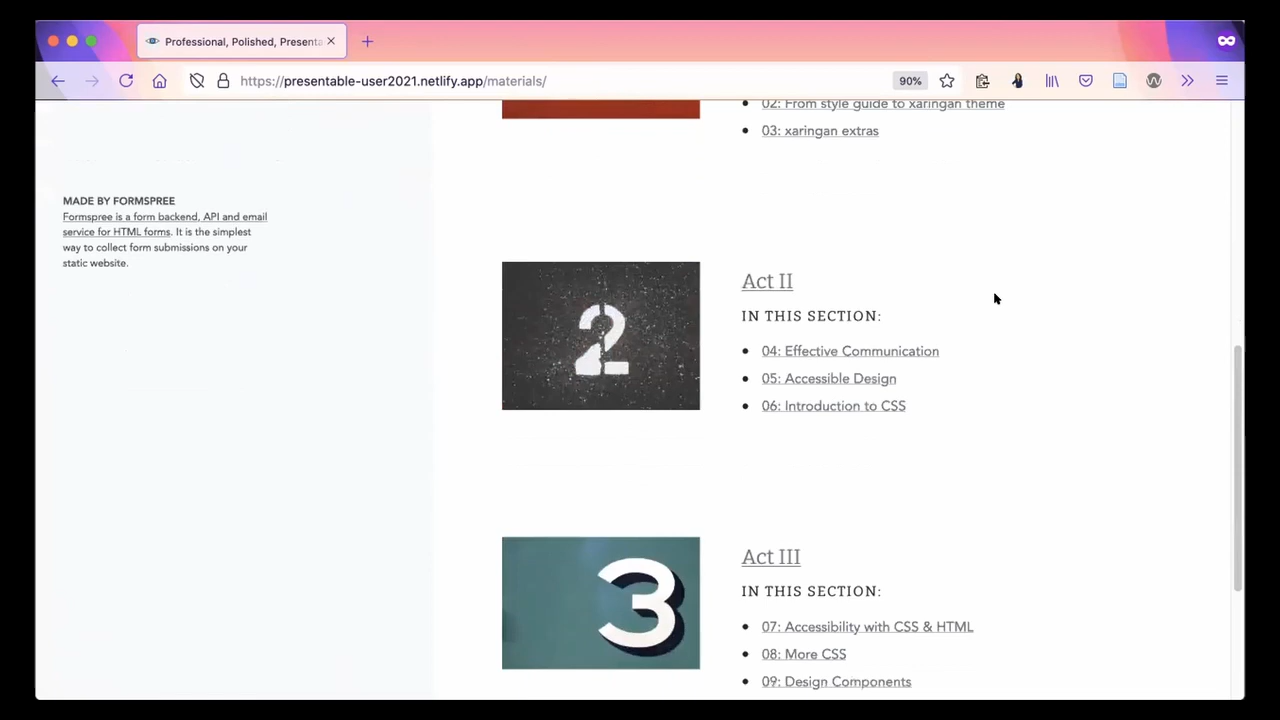 Professional, Polished, Presenta
https://presentable-user2021.netlify.app/materials/
90%
02: From style guide to xaringan theme
03: xaringan extras
MADE BY FORMSPREE
Formspree is a form backend, API and email
service for HTML forms. It is the simplest
way to collect form submissions on your
static website.
2
Act II
IN THIS SECTION:
04: Effective Communication
05: Accessible Design
06: Introduction to CSS
3
Act III
IN THIS SECTION:
07: Accessibility with CSS & HTML
08: More CSS
09: Design Components